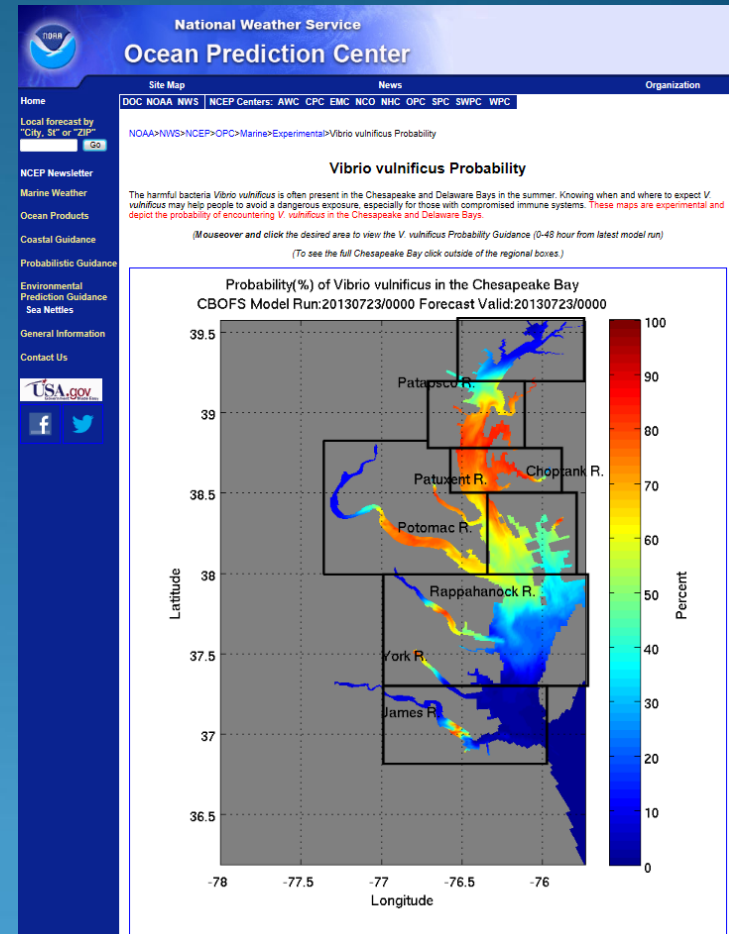 NOAA
National Weather Service
Ocean Prediction Center
Site Map News Organization
Home
DOC NOAA NWS NCEP Centers: AWC CPC EMC NCO NHC OPC SPC SWPC WPC
Local forecast by
"City, St" or "ZIP"
Go
NCEP Newsletter
Marine Weather
Ocean Products
Coastal Guidance
Probabilistic Guidance
Environmental
Prediction Guidance
Sea Nettles
General Information
Contact Us
USA.gov
f
NOAA>NWS>NCEP>OPC>Marine>Experimental>Vibrio vulnificus Probability
Vibrio vulnificus Probability
The harmful bacteria Vibrio vulnificus is often present in the Chesapeake and Delaware Bays in the summer. Knowing when and where to expect V.
vulnificus may help people to avoid a dangerous exposure, especially for those with compromised immune systems. These maps are experimental and
depict the probability of encountering V. vulnificus in the Chesapeake and Delaware Bays.
(Mouseover and click the desired area to view the V. vulnificus Probability Guidance (0-48 hour from latest model run)
(To see the full Chesapeake Bay click outside of the regional boxes.)
Probability(%) of Vibrio vulnificus in the Chesapeake Bay
CBOFS Model Run:20130723/0000 Forecast Valid:20130723/0000
39.5
39
38.5
38
37.5
37
36.5
Latitude
Patapsco R.
Choptank R.
Patuxent R.
Potomac R.
Rappahanock R.
York R.
James R.
-78 -77.5 -77 -76.5 -76
Longitude
100
90
80
70
60
50
40
30
20
10
0
Percent